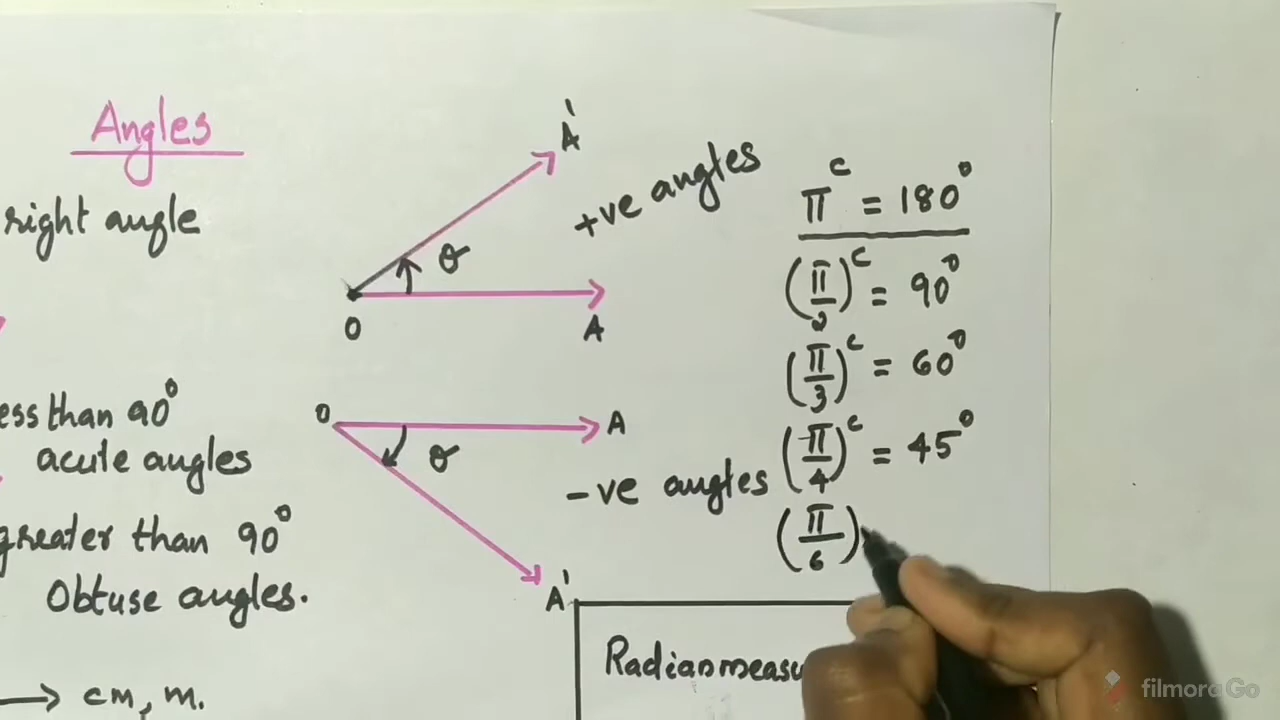 Angles
right angle
less than 90°
acute angles
greater than 90°
Obtuse angles.
→ cm, m.
A'
θ
O
A
+ve angles
O
A
θ
-ve angles
A'
π^c = 180°
(π/2)^c = 90°
(π/3)^c = 60°
(π/4)^c = 45°
(π/6)
Radian measu
filmora Go